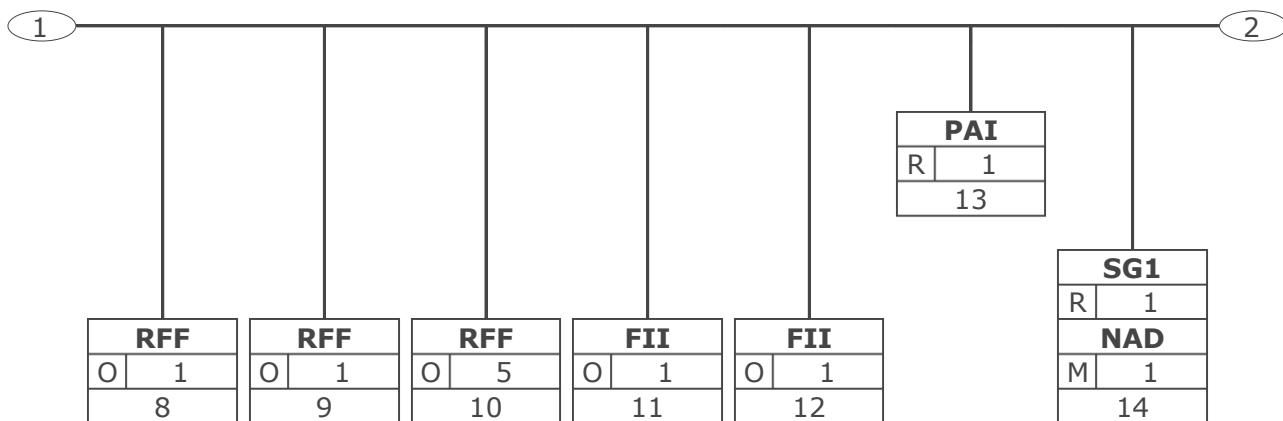 1 2
PAI
R 1
13
SG1
R 1
RFF RFF RFF FII FII NAD
O 1 O 1 O 5 O 1 O 1 M 1
8 9 10 11 12 14